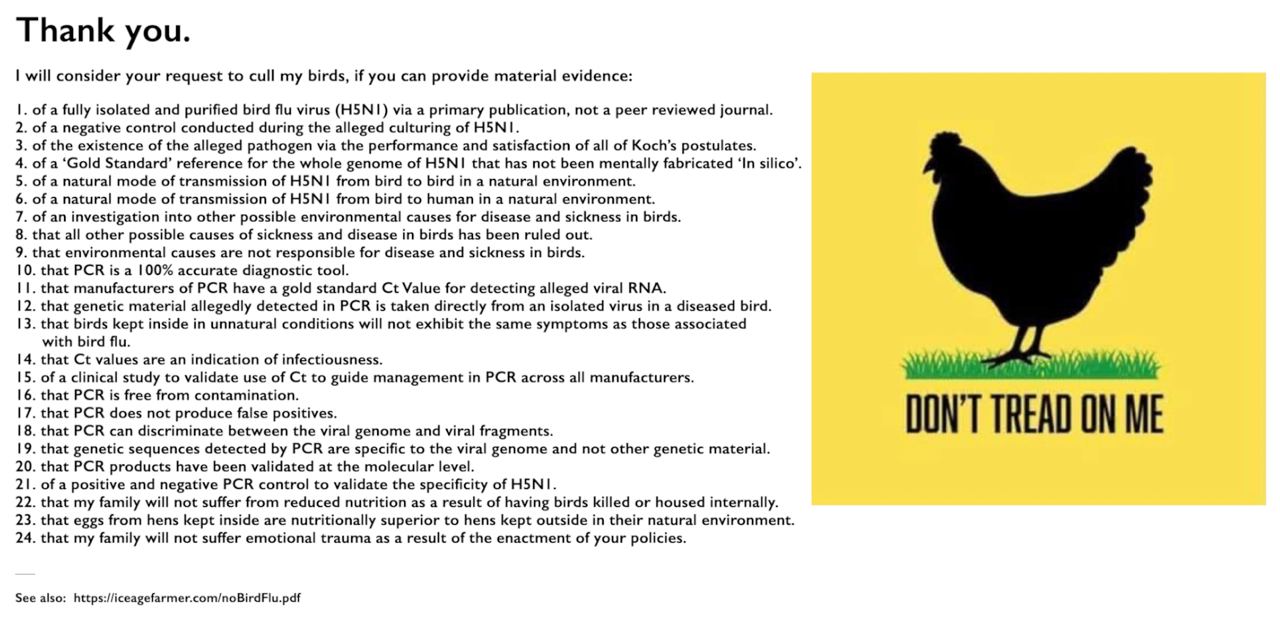 Thank you.
I will consider your request to cull my birds, if you can provide material evidence:
1. of a fully isolated and purified bird flu virus (H5N1) via a primary publication, not a peer reviewed journal.
2. of a negative control conducted during the alleged culturing of H5N1.
3. of the existence of the alleged pathogen via the performance and satisfaction of all of Koch's postulates.
4. of a 'Gold Standard' reference for the whole genome of H5N1 that has not been mentally fabricated 'In silico'.
5. of a natural mode of transmission of H5N1 from bird to bird in a natural environment.
6. of a natural mode of transmission of H5N1 from bird to human in a natural environment.
7. of an investigation into other possible environmental causes for disease and sickness in birds.
8. that all other possible causes of sickness and disease in birds has been ruled out.
9. that environmental causes are not responsible for disease and sickness in birds.
10. that PCR is a 100% accurate diagnostic tool.
11. that manufacturers of PCR have a gold standard Ct Value for detecting alleged viral RNA.
12. that genetic material allegedly detected in PCR is taken directly from an isolated virus in a diseased bird.
13. that birds kept inside in unnatural conditions will not exhibit the same symptoms as those associated
with bird flu.
14. that Ct values are an indication of infectiousness.
15. of a clinical study to validate use of Ct to guide management in PCR across all manufacturers.
16. that PCR is free from contamination.
17. that PCR does not produce false positives.
18. that PCR can discriminate between the viral genome and viral fragments.
19. that genetic sequences detected by PCR are specific to the viral genome and not other genetic material.
20. that PCR products have been validated at the molecular level.
21. of a positive and negative PCR control to validate the specificity of H5N1.
22. that my family will not suffer from reduced nutrition as a result of having birds killed or housed internally.
23. that eggs from hens kept inside are nutritionally superior to hens kept outside in their natural environment.
24. that my family will not suffer emotional trauma as a result of the enactment of your policies.
See also: https://iceagefarmer.com/noBirdFlu.pdf
DON'T TREAD ON ME